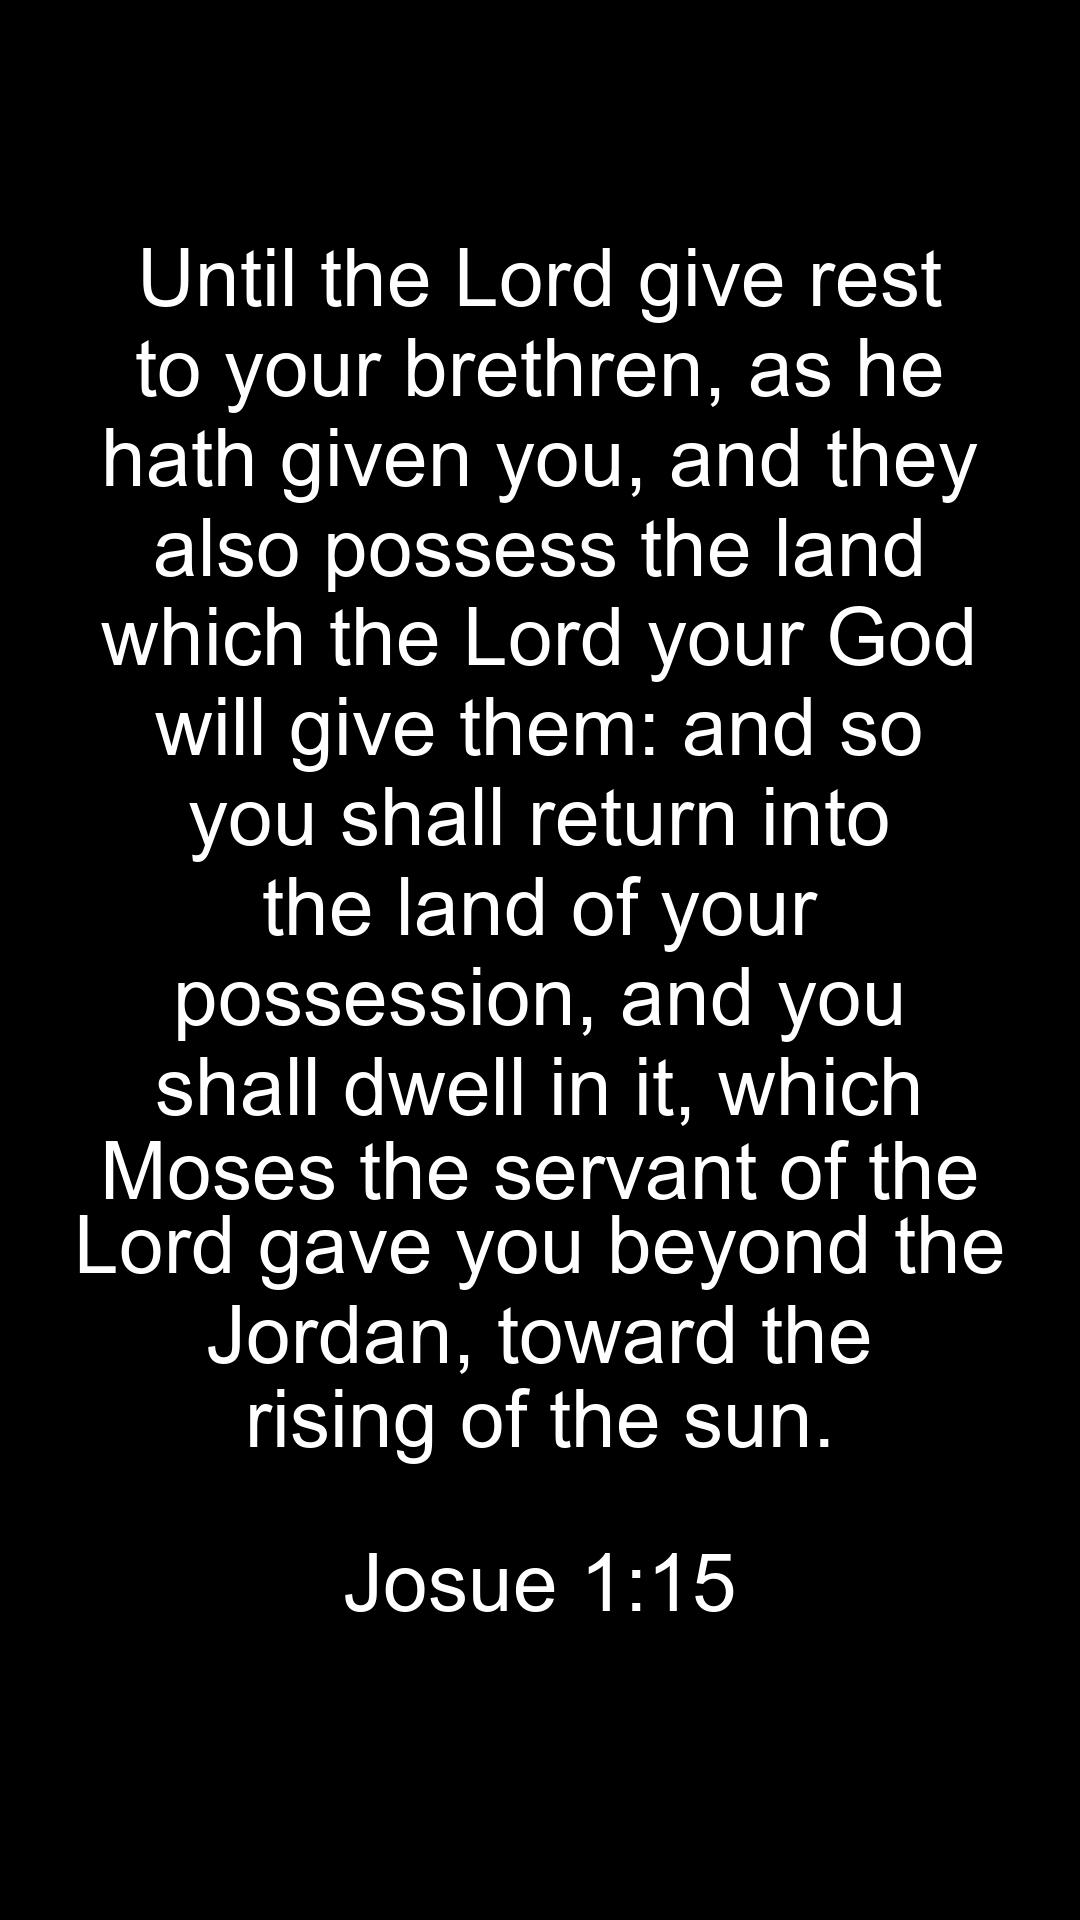 Until the Lord give rest
to your brethren, as he
hath given you, and they
also possess the land
which the Lord your God
will give them: and so
you shall return into
the land of your
possession, and you
shall dwell in it, which
Moses the servant of the
Lord gave you beyond the
Jordan, toward the
rising of the sun.
Josue 1:15